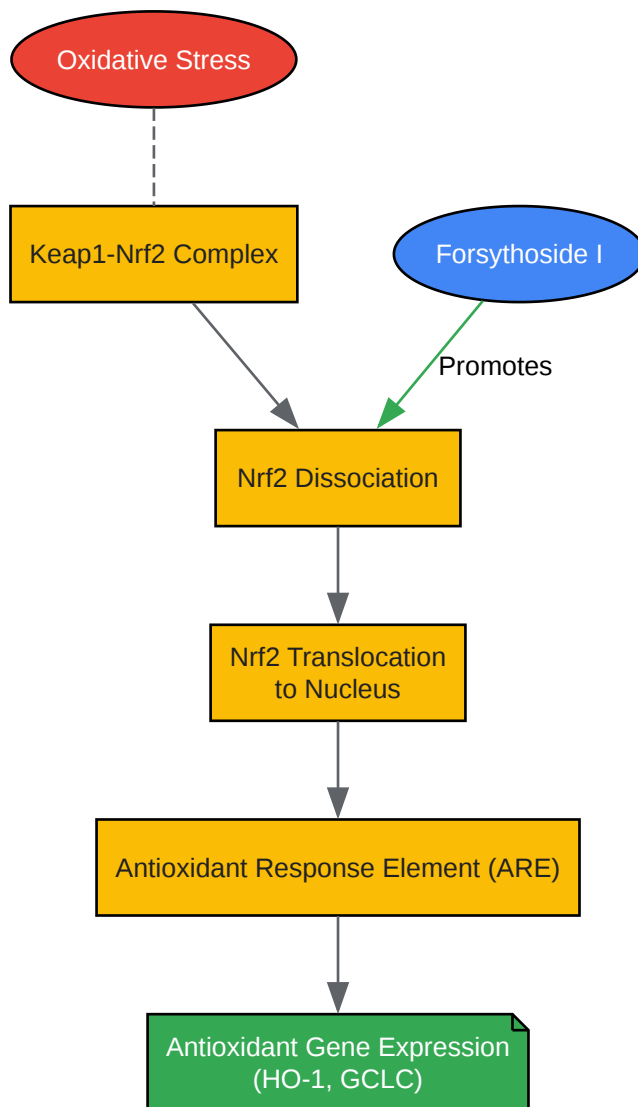 Oxidative Stress
Keap1-Nrf2 Complex
Forsythoside I
Promotes
Nrf2 Dissociation
Nrf2 Translocation
to Nucleus
Antioxidant Response Element (ARE)
Antioxidant Gene Expression
(HO-1, GCLC)